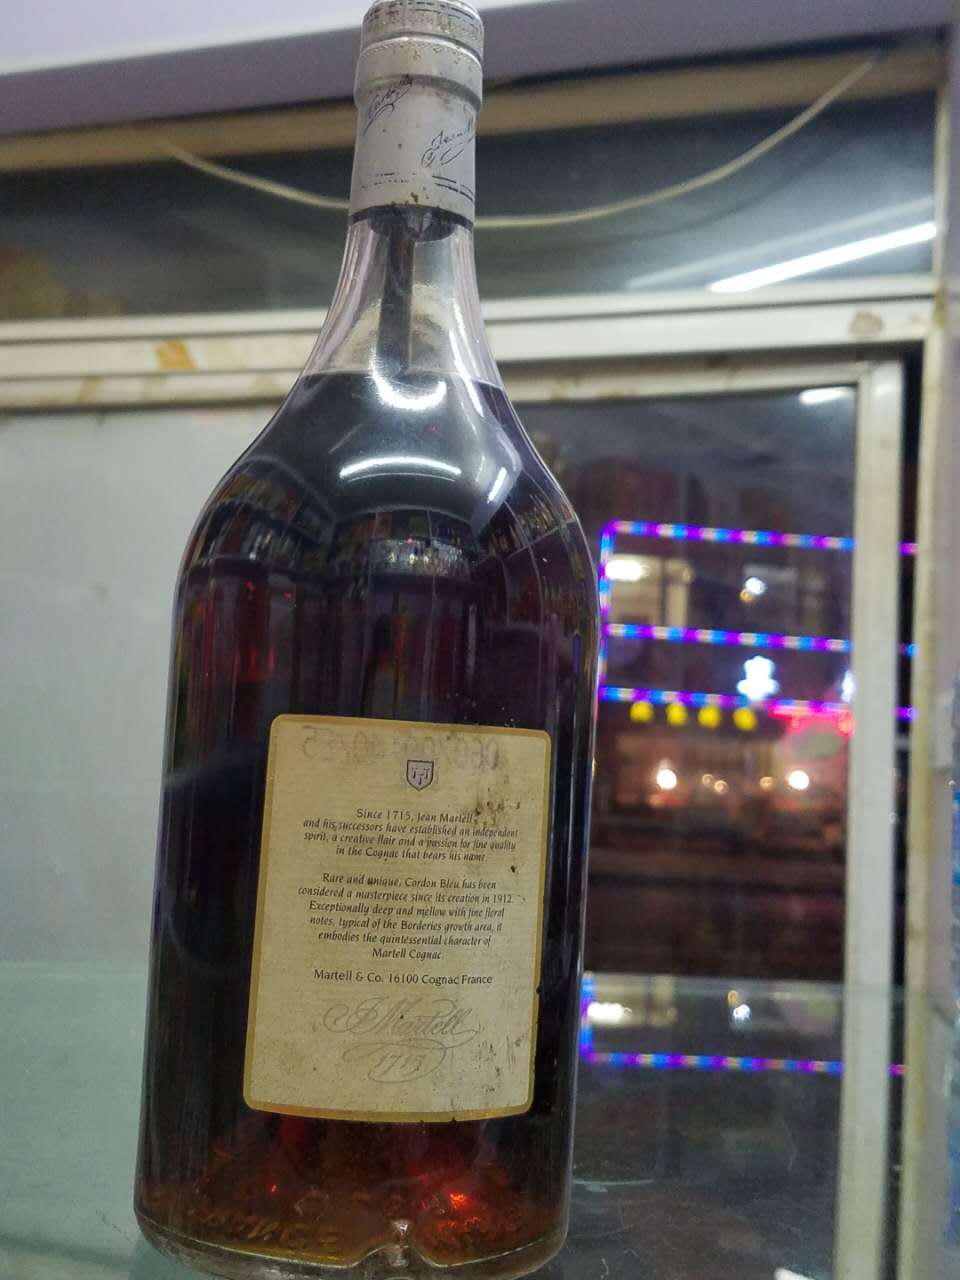 Since 1715, Jean Martell
and his successors have established an independent
spirit, a creative flair and a passion for fine quality
in the Cognac that bears his name.
Rare and unique, Cordon Bleu has been
considered a masterpiece since its creation in 1912.
Exceptionally deep and mellow with fine floral
notes, typical of the Borderies growth area, it
embodies the quintessential character of
Martell Cognac.
Martell & Co. 16100 Cognac France
J Martell
1715